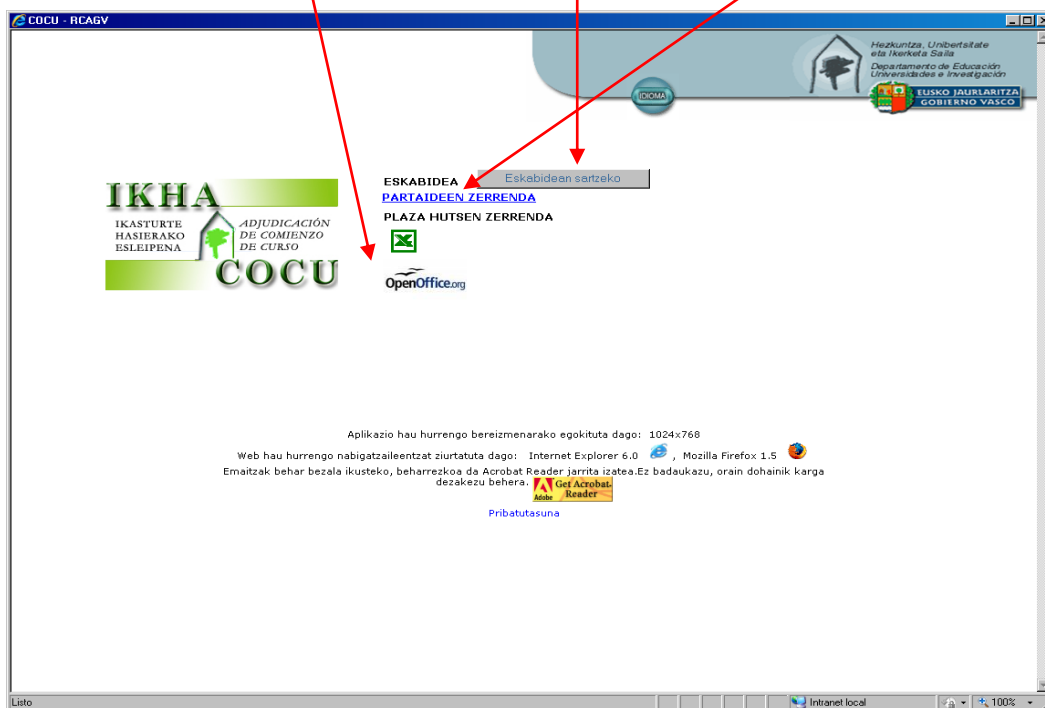 COCU - RCAGV
Hezkuntza, Unibertsitate
eta Ikerketa Saila
Departamento de Educación
Universidades e Investigación
EUSKO JAURLARITZA
GOBIERNO VASCO
IDIOMA
IKHA
IKASTURTE
HASIERAKO
ESLEIPENA
ADJUDICACIÓN
DE COMIENZO
DE CURSO
COCU
ESKABIDEA
Eskabidean sartzeko
PARTAIDEEN ZERRENDA
PLAZA HUTSEN ZERRENDA
OpenOffice.org
Aplikazio hau hurrengo bereizmenarako egokituta dago: 1024x768
Web hau hurrengo nabigatzaileentzat ziurtatuta dago: Internet Explorer 6.0 , Mozilla Firefox 1.5
Emaitzak behar bezala ikusteko, beharrezkoa da Acrobat Reader jarrita izatea.Ez badaukazu, orain dohainik karga
dezakezu behera.
Get Acrobat
Adobe Reader
Pribatutasuna
Listo
Intranet local
100%